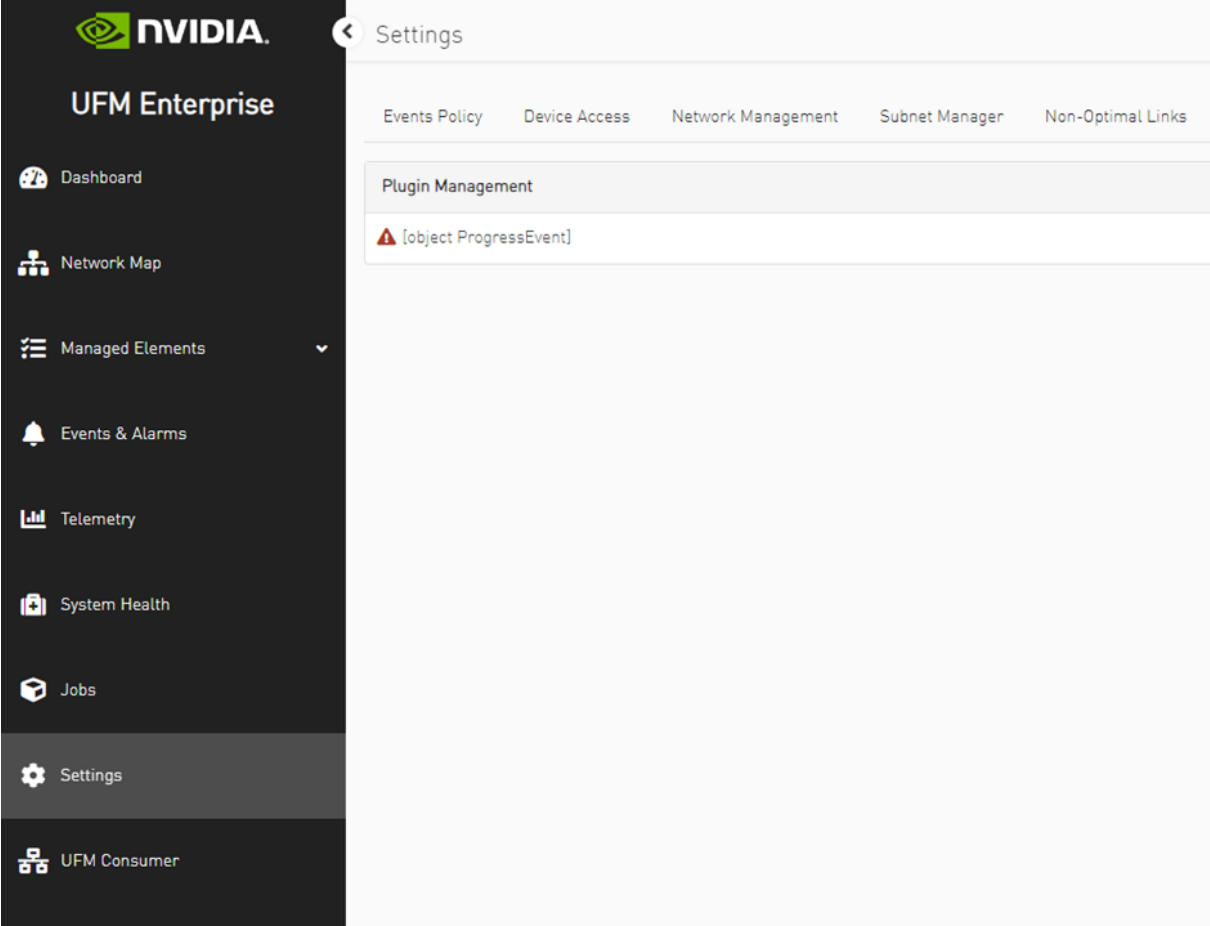 NVIDIA.
UFM Enterprise
Dashboard
Network Map
Managed Elements
Events & Alarms
Telemetry
System Health
Jobs
Settings
UFM Consumer
Settings
Events Policy Device Access Network Management Subnet Manager Non-Optimal Links
Plugin Management
[object ProgressEvent]